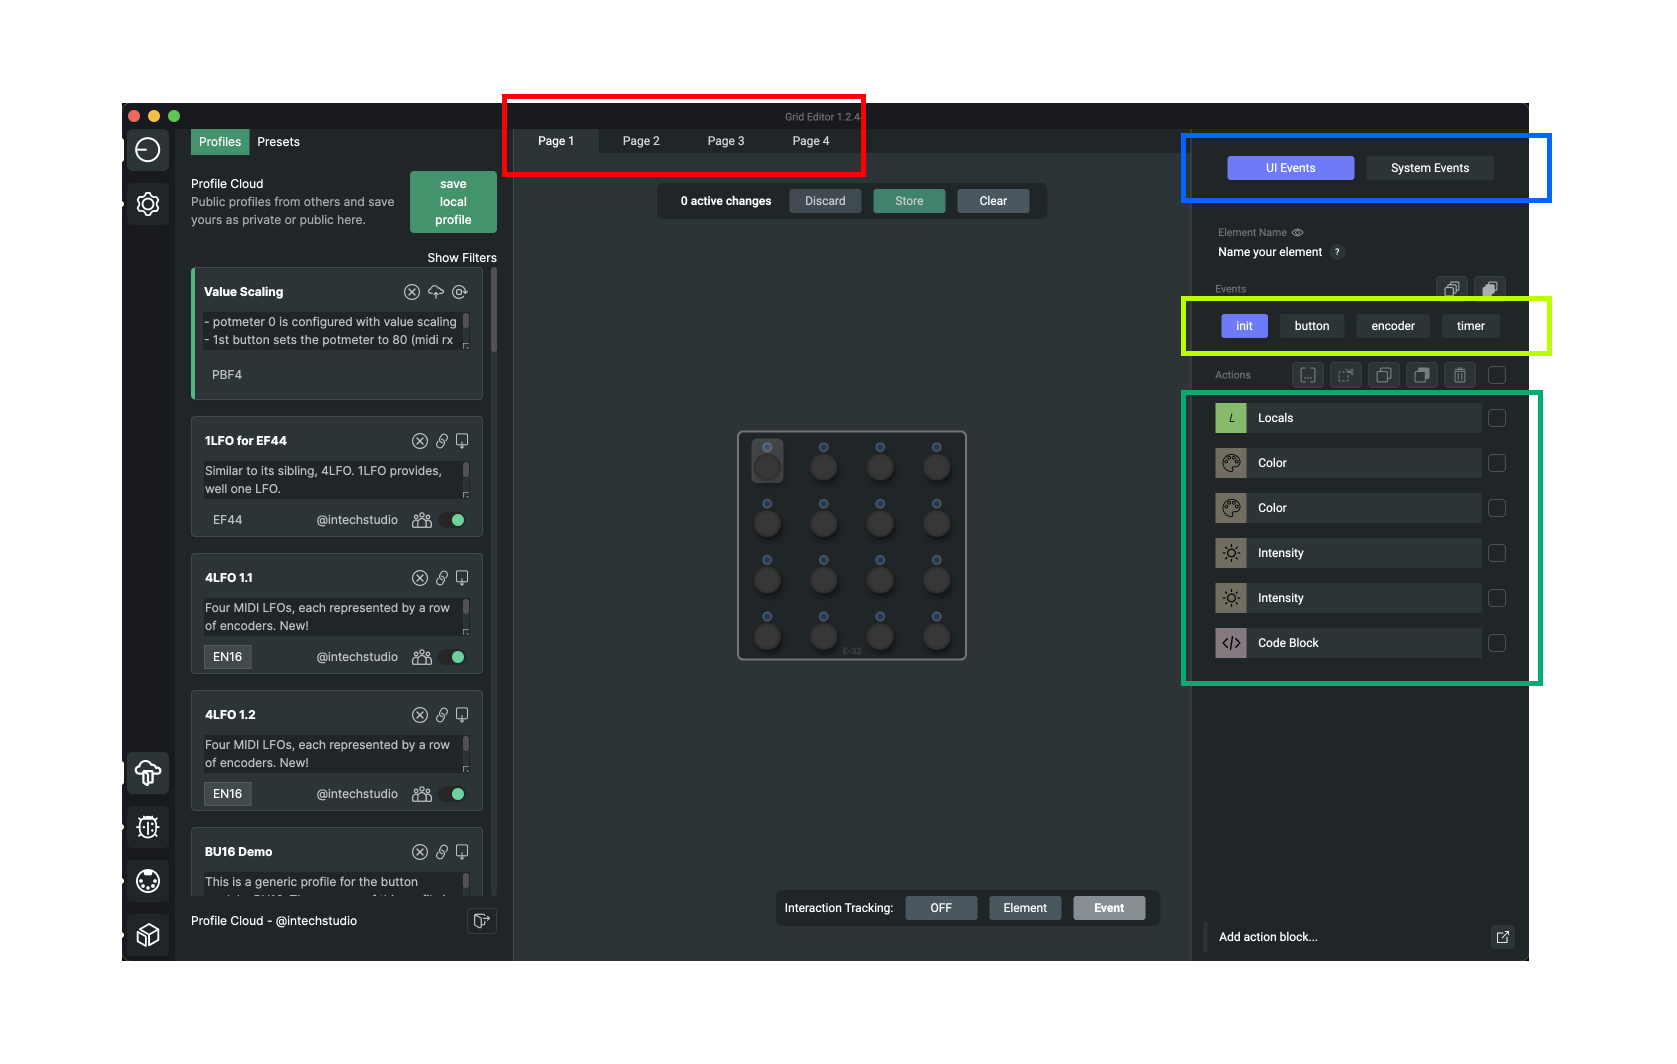 Grid Editor 1.2.4
Profiles
Presets
Page 1
Page 2
Page 3
Page 4
Profile Cloud
Public profiles from others and save
yours as private or public here.
save
local
profile
Show Filters
Value Scaling
- potmeter 0 is configured with value scaling
- 1st button sets the potmeter to 80 (midi rx
PBF4
1LFO for EF44
Similar to its sibling, 4LFO. 1LFO provides,
well one LFO.
EF44
@intechstudio
4LFO 1.1
Four MIDI LFOs, each represented by a row
of encoders. New!
EN16
@intechstudio
4LFO 1.2
Four MIDI LFOs, each represented by a row
of encoders. New!
EN16
@intechstudio
BU16 Demo
This is a generic profile for the button
Profile Cloud - @intechstudio
0 active changes
Discard
Store
Clear
E-32
Interaction Tracking:
OFF
Element
Event
UI Events
System Events
Element Name
Name your element ?
Events
init
button
encoder
timer
Actions
L
Locals
Color
Color
Intensity
Intensity
Code Block
Add action block...